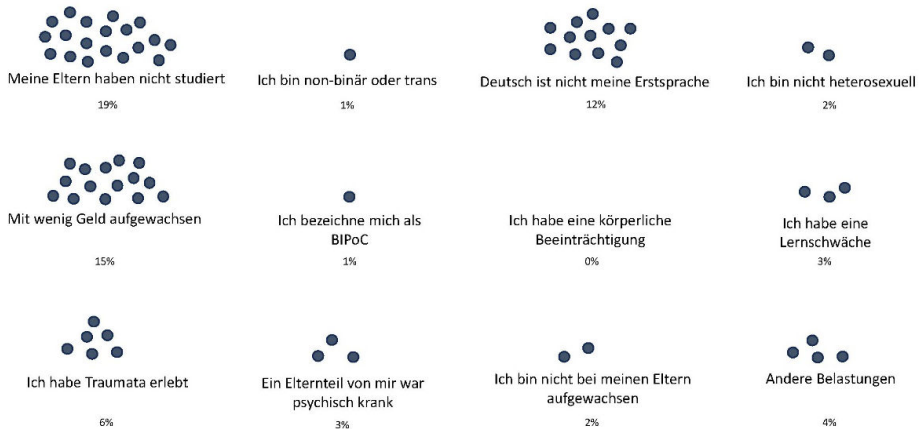 Meine Eltern haben nicht studiert
19%
Ich bin non-binär oder trans
1%
Deutsch ist nicht meine Erstsprache
12%
Ich bin nicht heterosexuell
2%
Mit wenig Geld aufgewachsen
15%
Ich bezeichne mich als
BIPoC
1%
Ich habe eine körperliche
Beeinträchtigung
0%
Ich habe eine
Lernschwäche
3%
Ich habe Traumata erlebt
6%
Ein Elternteil von mir war
psychisch krank
3%
Ich bin nicht bei meinen Eltern
aufgewachsen
2%
Andere Belastungen
4%